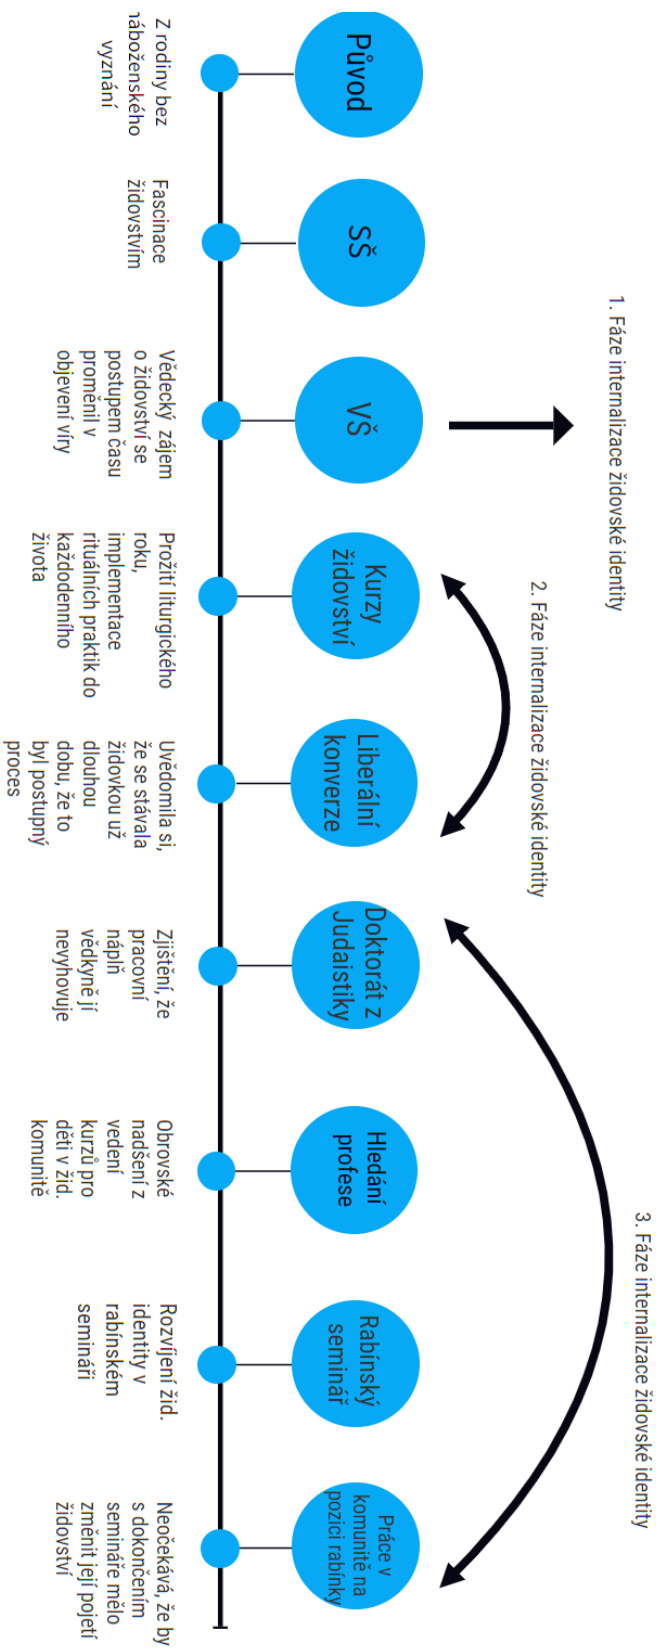 1. Fáze internalizace židovské identity
2. Fáze internalizace židovské identity
3. Fáze internalizace židovské identity
Původ
SŠ
VŠ
Kurzy
židovství
Liberální
konverze
Doktorát z
Judaistiky
Hledání
profese
Rabínský
seminář
Práce v
komunitě na
pozici rabínky
Z rodiny bez
náboženského
vyznání
Fascinace
židovstvím
Vědecký zájem
o židovství se
postupem času
proměnil v
objevení víry
Prožití liturgického
roku,
implementace
rituálních praktik do
každodenního
života
Uvědomila si,
že se stávala
židovkou už
dlouhou
dobu, že to
byl postupný
proces
Zjištění, že
pracovní
náplň
vědkyně jí
nevyhovuje
Obrovské
nadšení z
vedení
kurzů pro
děti v žid.
komunitě
Rozvíjení žid.
identity v
rabínském
semináři
Neočekává, že by
s dokončením
semináře mělo
změnit její pojetí
židovství